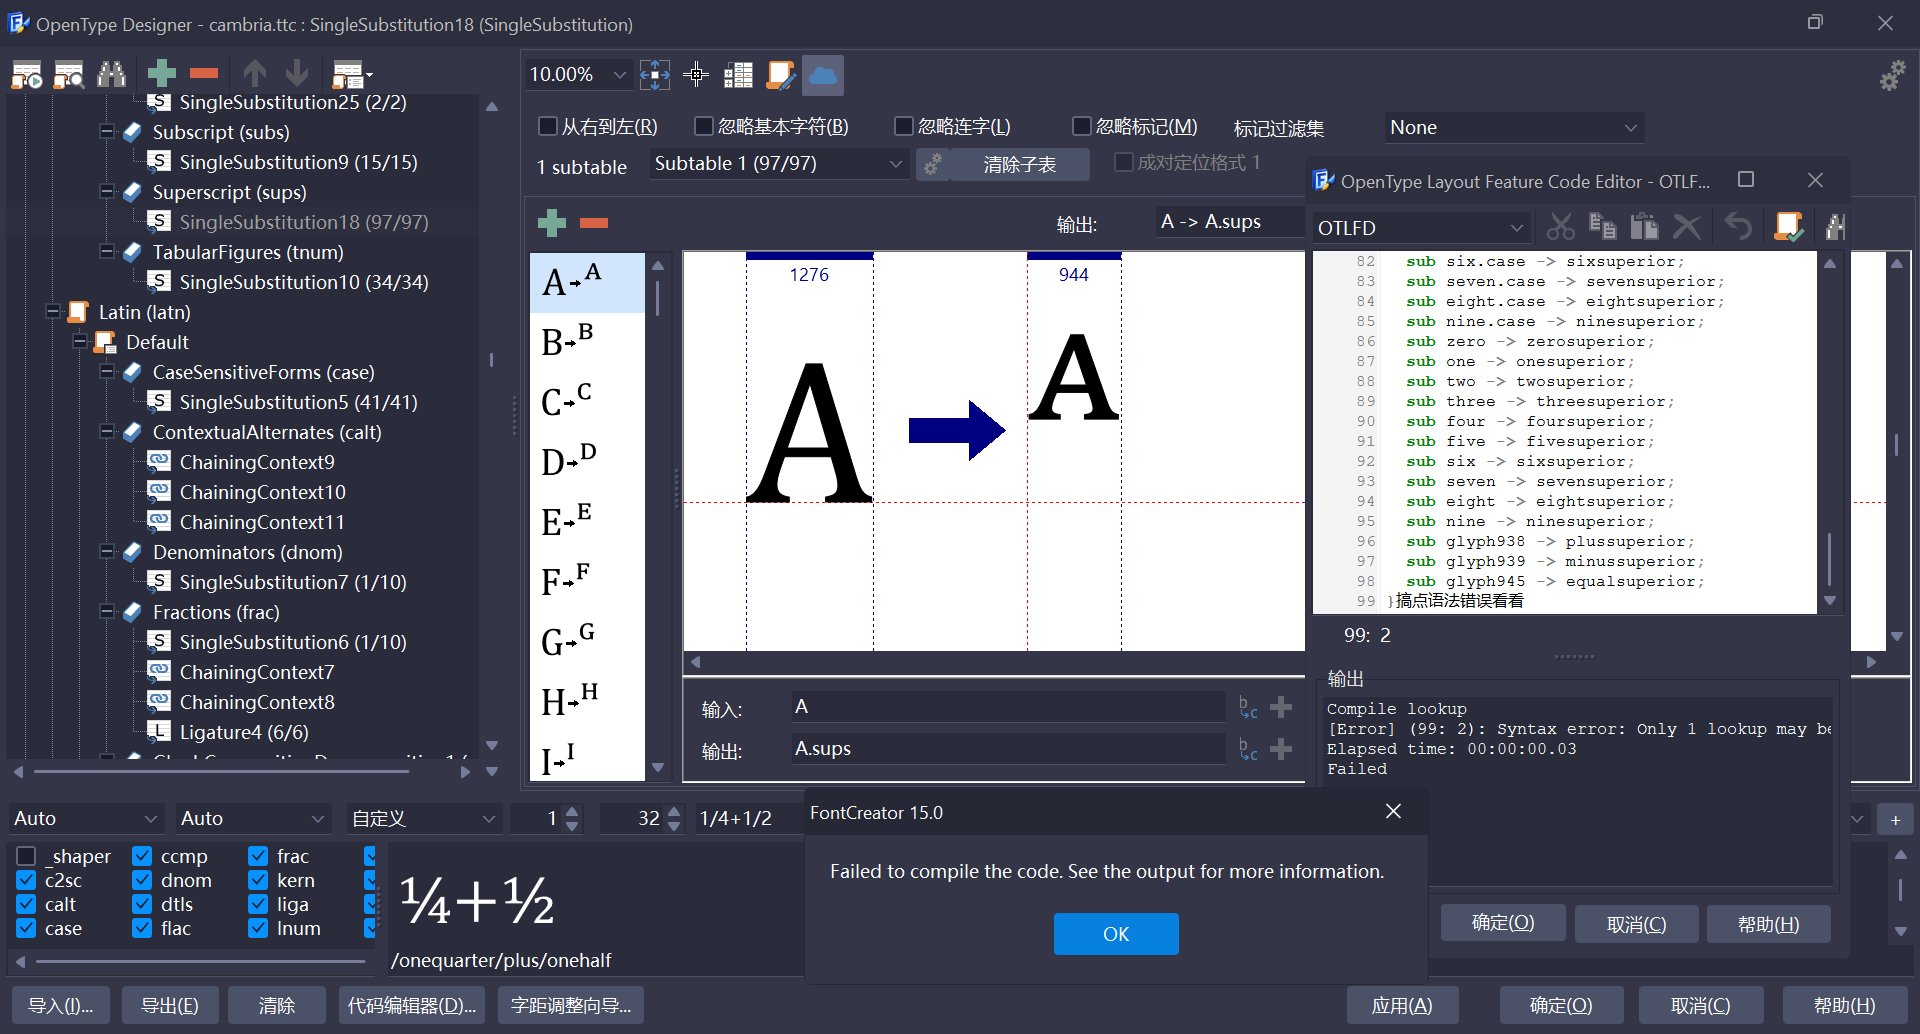 OpenType Designer - cambria.ttc : SingleSubstitution18 (SingleSubstitution)
SingleSubstitution25 (2/2)
Subscript (subs)
SingleSubstitution9 (15/15)
Superscript (sups)
SingleSubstitution18 (97/97)
TabularFigures (tnum)
SingleSubstitution10 (34/34)
Latin (latn)
Default
CaseSensitiveForms (case)
SingleSubstitution5 (41/41)
ContextualAlternates (calt)
ChainingContext9
ChainingContext10
ChainingContext11
Denominators (dnom)
SingleSubstitution7 (1/10)
Fractions (frac)
SingleSubstitution6 (1/10)
ChainingContext7
ChainingContext8
Ligature4 (6/6)
10.00%
从右到左(R) 忽略基本字符(B) 忽略连字(L) 忽略标记(M) 标记过滤集 None
1 subtable Subtable 1 (97/97) 清除子表 成对定位格式 1
输出: A -> A.sups
A→A
B→B
C→C
D→D
E→E
F→F
G→G
H→H
I→I
1276 944
A A
输入: A
输出: A.sups
OpenType Layout Feature Code Editor - OTLF...
OTLFD
82 sub six.case -> sixsuperior;
83 sub seven.case -> sevensuperior;
84 sub eight.case -> eightsuperior;
85 sub nine.case -> ninesuperior;
86 sub zero -> zerosuperior;
87 sub one -> onesuperior;
88 sub two -> twosuperior;
89 sub three -> threesuperior;
90 sub four -> foursuperior;
91 sub five -> fivesuperior;
92 sub six -> sixsuperior;
93 sub seven -> sevensuperior;
94 sub eight -> eightsuperior;
95 sub nine -> ninesuperior;
96 sub glyph938 -> plussuperior;
97 sub glyph939 -> minussuperior;
98 sub glyph945 -> equalsuperior;
99 }搞点语法错误看看
99: 2
输出
Compile lookup
[Error] (99: 2): Syntax error: Only 1 lookup may be
Elapsed time: 00:00:00.03
Failed
确定(O) 取消(C) 帮助(H)
FontCreator 15.0
Failed to compile the code. See the output for more information.
OK
Auto Auto 自定义 1 32 1/4+1/2
_shaper ccmp frac
c2sc dnom kern
calt dtls liga
case flac lnum
¼+½
/onequarter/plus/onehalf
导入(I)... 导出(E) 清除 代码编辑器(D)... 字距调整向导... 应用(A) 确定(O) 取消(C) 帮助(H)